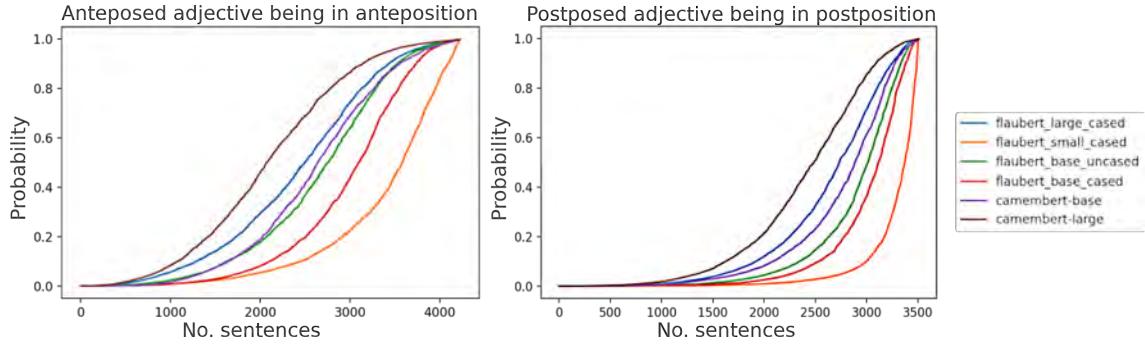 Anteposed adjective being in anteposition
Postposed adjective being in postposition
Probability
1.0
0.8
0.6
0.4
0.2
0.0
0
1000
2000
3000
4000
No. sentences
Probability
1.0
0.8
0.6
0.4
0.2
0.0
0
500
1000
1500
2000
2500
3000
3500
No. sentences
flaubert_large_cased
flaubert_small_cased
flaubert_base_uncased
flaubert_base_cased
camembert-base
camembert-large